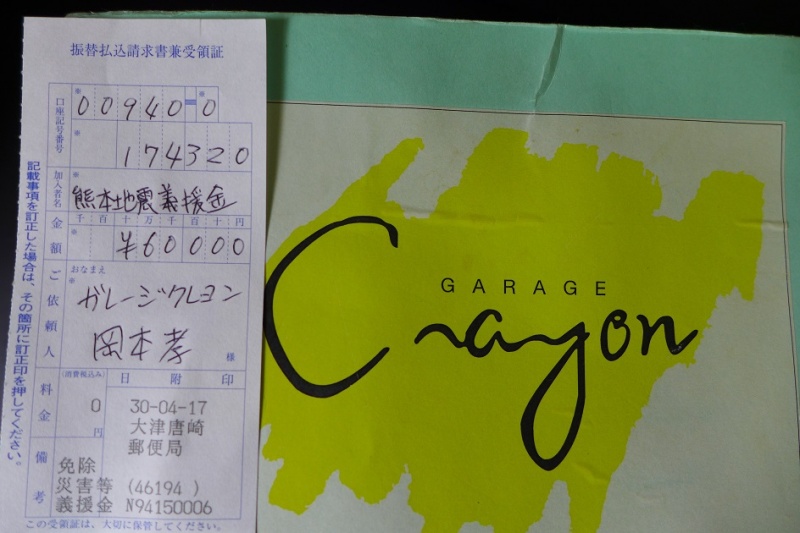 振替払込請求書兼受領証
口座記号番号
00940=0
174320
加入者名
熊本地震義援金
金額
千百十万千百十円
¥60000
ご依頼人
おなまえ
ガレージクレヨン
岡本孝
様
料金
(消費税込み)
0
円
日附印
30-04-17
大津唐崎
郵便局
備考
免除
災害等 (46194 )
義援金 N94150006
この受領証は、大切に保管してください。
記載事項を訂正した場合は、その箇所に訂正印を押してください。
GARAGE
Crayon